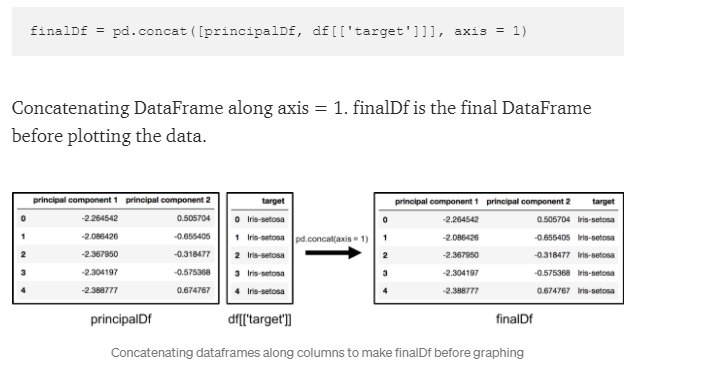 finalDf = pd.concat([principalDf, df[['target']]], axis = 1)
Concatenating DataFrame along axis = 1. finalDf is the final DataFrame
before plotting the data.
principal component 1 principal component 2
0 -2.264542 0.505704
1 -2.086426 -0.655405
2 -2.367950 -0.318477
3 -2.304197 -0.575368
4 -2.388777 0.674767
principalDf
target
0 Iris-setosa
1 Iris-setosa
2 Iris-setosa
3 Iris-setosa
4 Iris-setosa
df[['target']]
pd.concat(axis = 1)
principal component 1 principal component 2 target
0 -2.264542 0.505704 Iris-setosa
1 -2.086426 -0.655405 Iris-setosa
2 -2.367950 -0.318477 Iris-setosa
3 -2.304197 -0.575368 Iris-setosa
4 -2.388777 0.674767 Iris-setosa
finalDf
Concatenating dataframes along columns to make finalDf before graphing